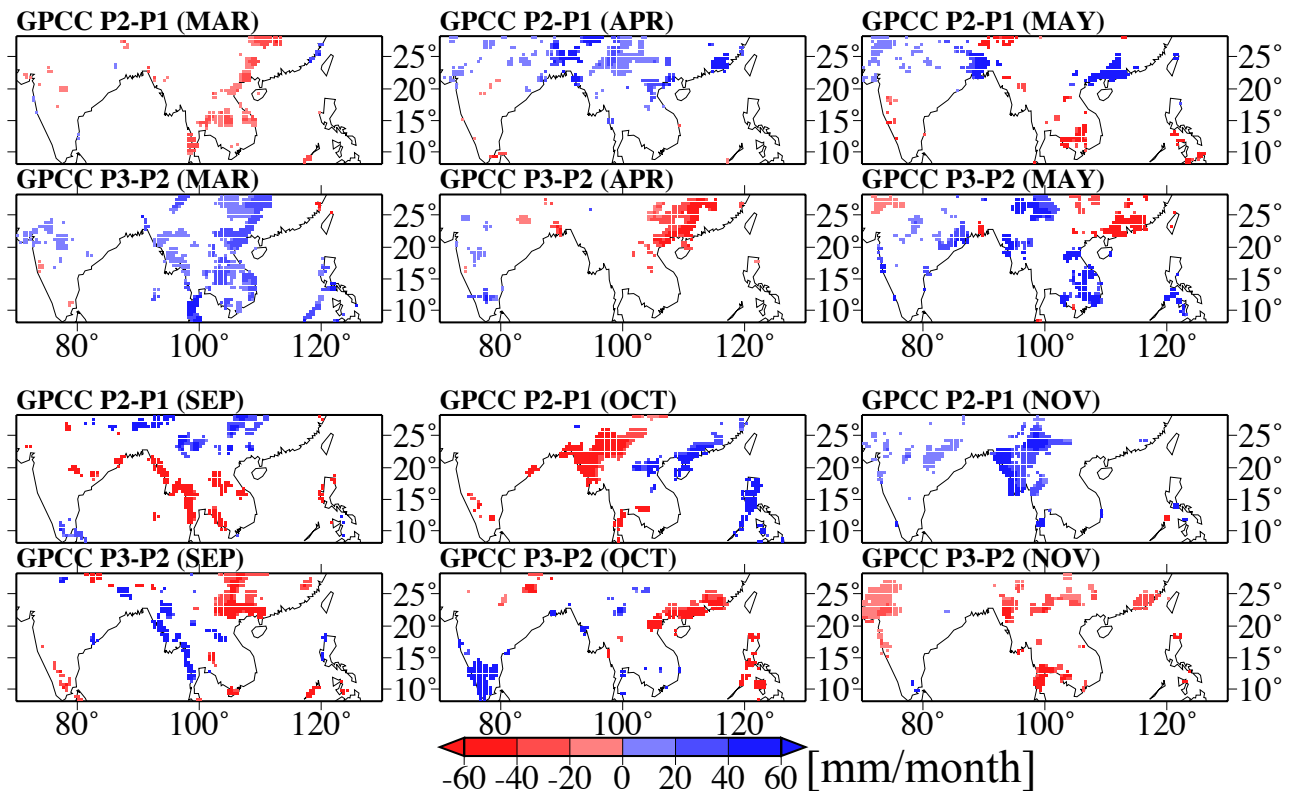 GPCC P2-P1 (MAR) GPCC P2-P1 (APR) GPCC P2-P1 (MAY)
25° 25° 25°
20° 20° 20°
15° 15° 15°
10° 10° 10°
GPCC P3-P2 (MAR) GPCC P3-P2 (APR) GPCC P3-P2 (MAY)
25° 25° 25°
20° 20° 20°
15° 15° 15°
10° 10° 10°
80° 100° 120° 80° 100° 120° 80° 100° 120°
GPCC P2-P1 (SEP) GPCC P2-P1 (OCT) GPCC P2-P1 (NOV)
25° 25° 25°
20° 20° 20°
15° 15° 15°
10° 10° 10°
GPCC P3-P2 (SEP) GPCC P3-P2 (OCT) GPCC P3-P2 (NOV)
25° 25° 25°
20° 20° 20°
15° 15° 15°
10° 10° 10°
80° 100° 120° 80° 100° 120° 80° 100° 120°
-60 -40 -20 0 20 40 60 [mm/month]